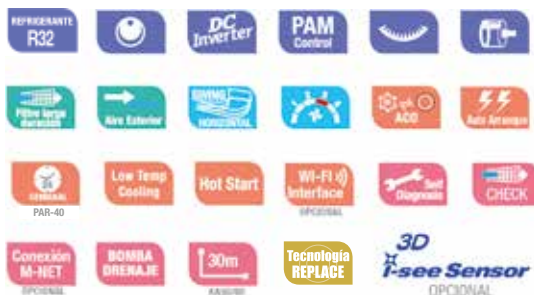 REFRIGERANTE
R32
DC
Inverter
PAM
Control
Filtro larga
duración
Aire Exterior
SWING
HORIZONTAL
ACO
Auto Arranque
SEMANAL
PAR-40
Low Temp
Cooling
Hot Start
WI-FI
Interface
OPCIONAL
Self
Diagnosis
CHECK
Conexión
M-NET
OPCIONAL
BOMBA
DRENAJE
30m
Tecnología
REPLACE
3D
i-see Sensor
OPCIONAL